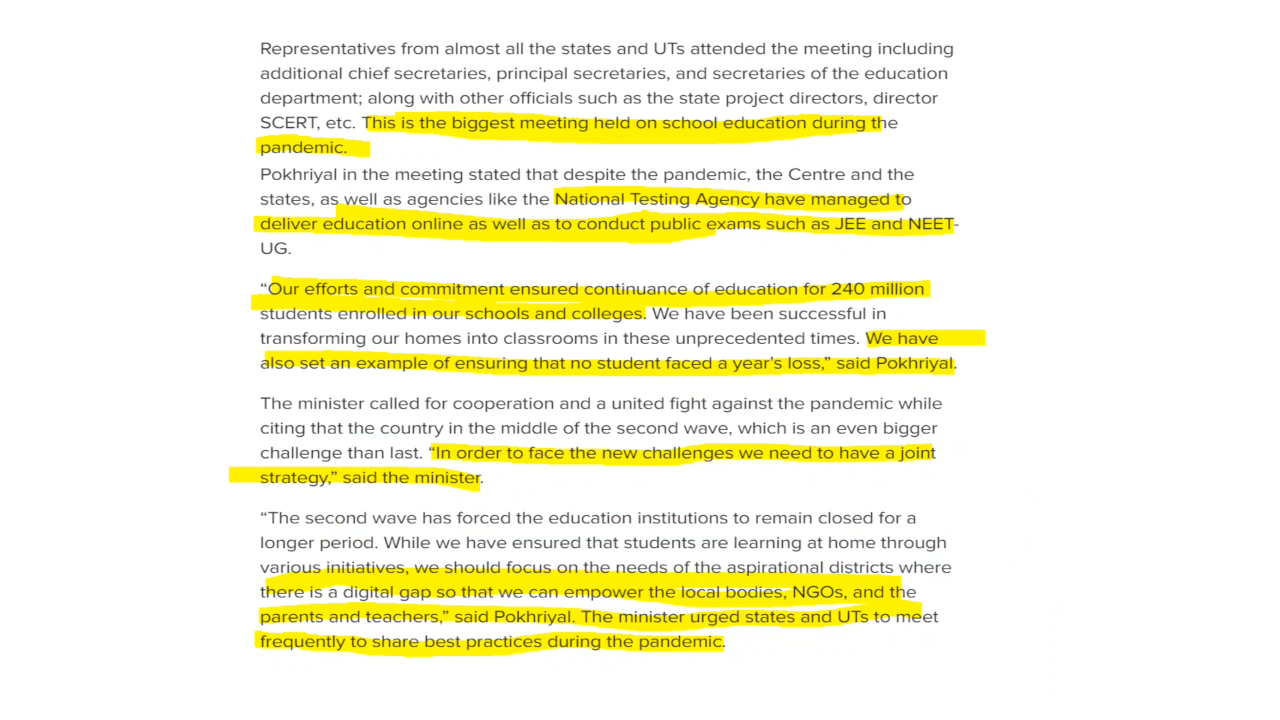 Representatives from almost all the states and UTs attended the meeting including
additional chief secretaries, principal secretaries, and secretaries of the education
department; along with other officials such as the state project directors, director
SCERT, etc. This is the biggest meeting held on school education during the
pandemic.
Pokhriyal in the meeting stated that despite the pandemic, the Centre and the
states, as well as agencies like the National Testing Agency have managed to
deliver education online as well as to conduct public exams such as JEE and NEET-
UG.
“Our efforts and commitment ensured continuance of education for 240 million
students enrolled in our schools and colleges. We have been successful in
transforming our homes into classrooms in these unprecedented times. We have
also set an example of ensuring that no student faced a year’s loss,” said Pokhriyal.
The minister called for cooperation and a united fight against the pandemic while
citing that the country in the middle of the second wave, which is an even bigger
challenge than last. “In order to face the new challenges we need to have a joint
strategy,” said the minister.
“The second wave has forced the education institutions to remain closed for a
longer period. While we have ensured that students are learning at home through
various initiatives, we should focus on the needs of the aspirational districts where
there is a digital gap so that we can empower the local bodies, NGOs, and the
parents and teachers,” said Pokhriyal. The minister urged states and UTs to meet
frequently to share best practices during the pandemic.